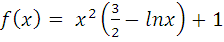 f(x) = x²(3/2 − lnx) + 1